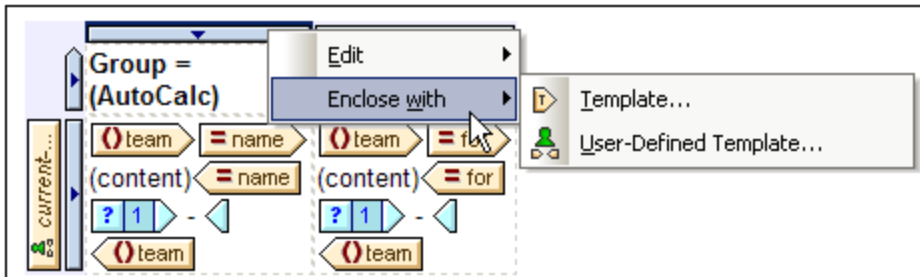 Group =
(AutoCalc)
Edit
Enclose with
Template...
User-Defined Template...
current-...
() team = name () team = for
(content) = name (content) = for
? 1 - ? 1 -
() team () team